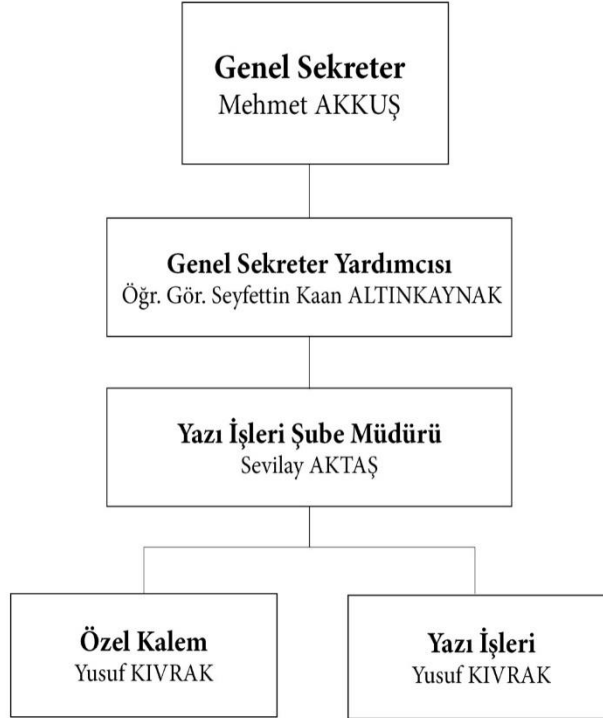 Genel Sekreter
Mehmet AKKUŞ
Genel Sekreter Yardımcısı
Öğr. Gör. Seyfettin Kaan ALTINKAYNAK
Yazı İşleri Şube Müdürü
Sevilay AKTAŞ
Özel Kalem
Yusuf KIVRAK
Yazı İşleri
Yusuf KIVRAK